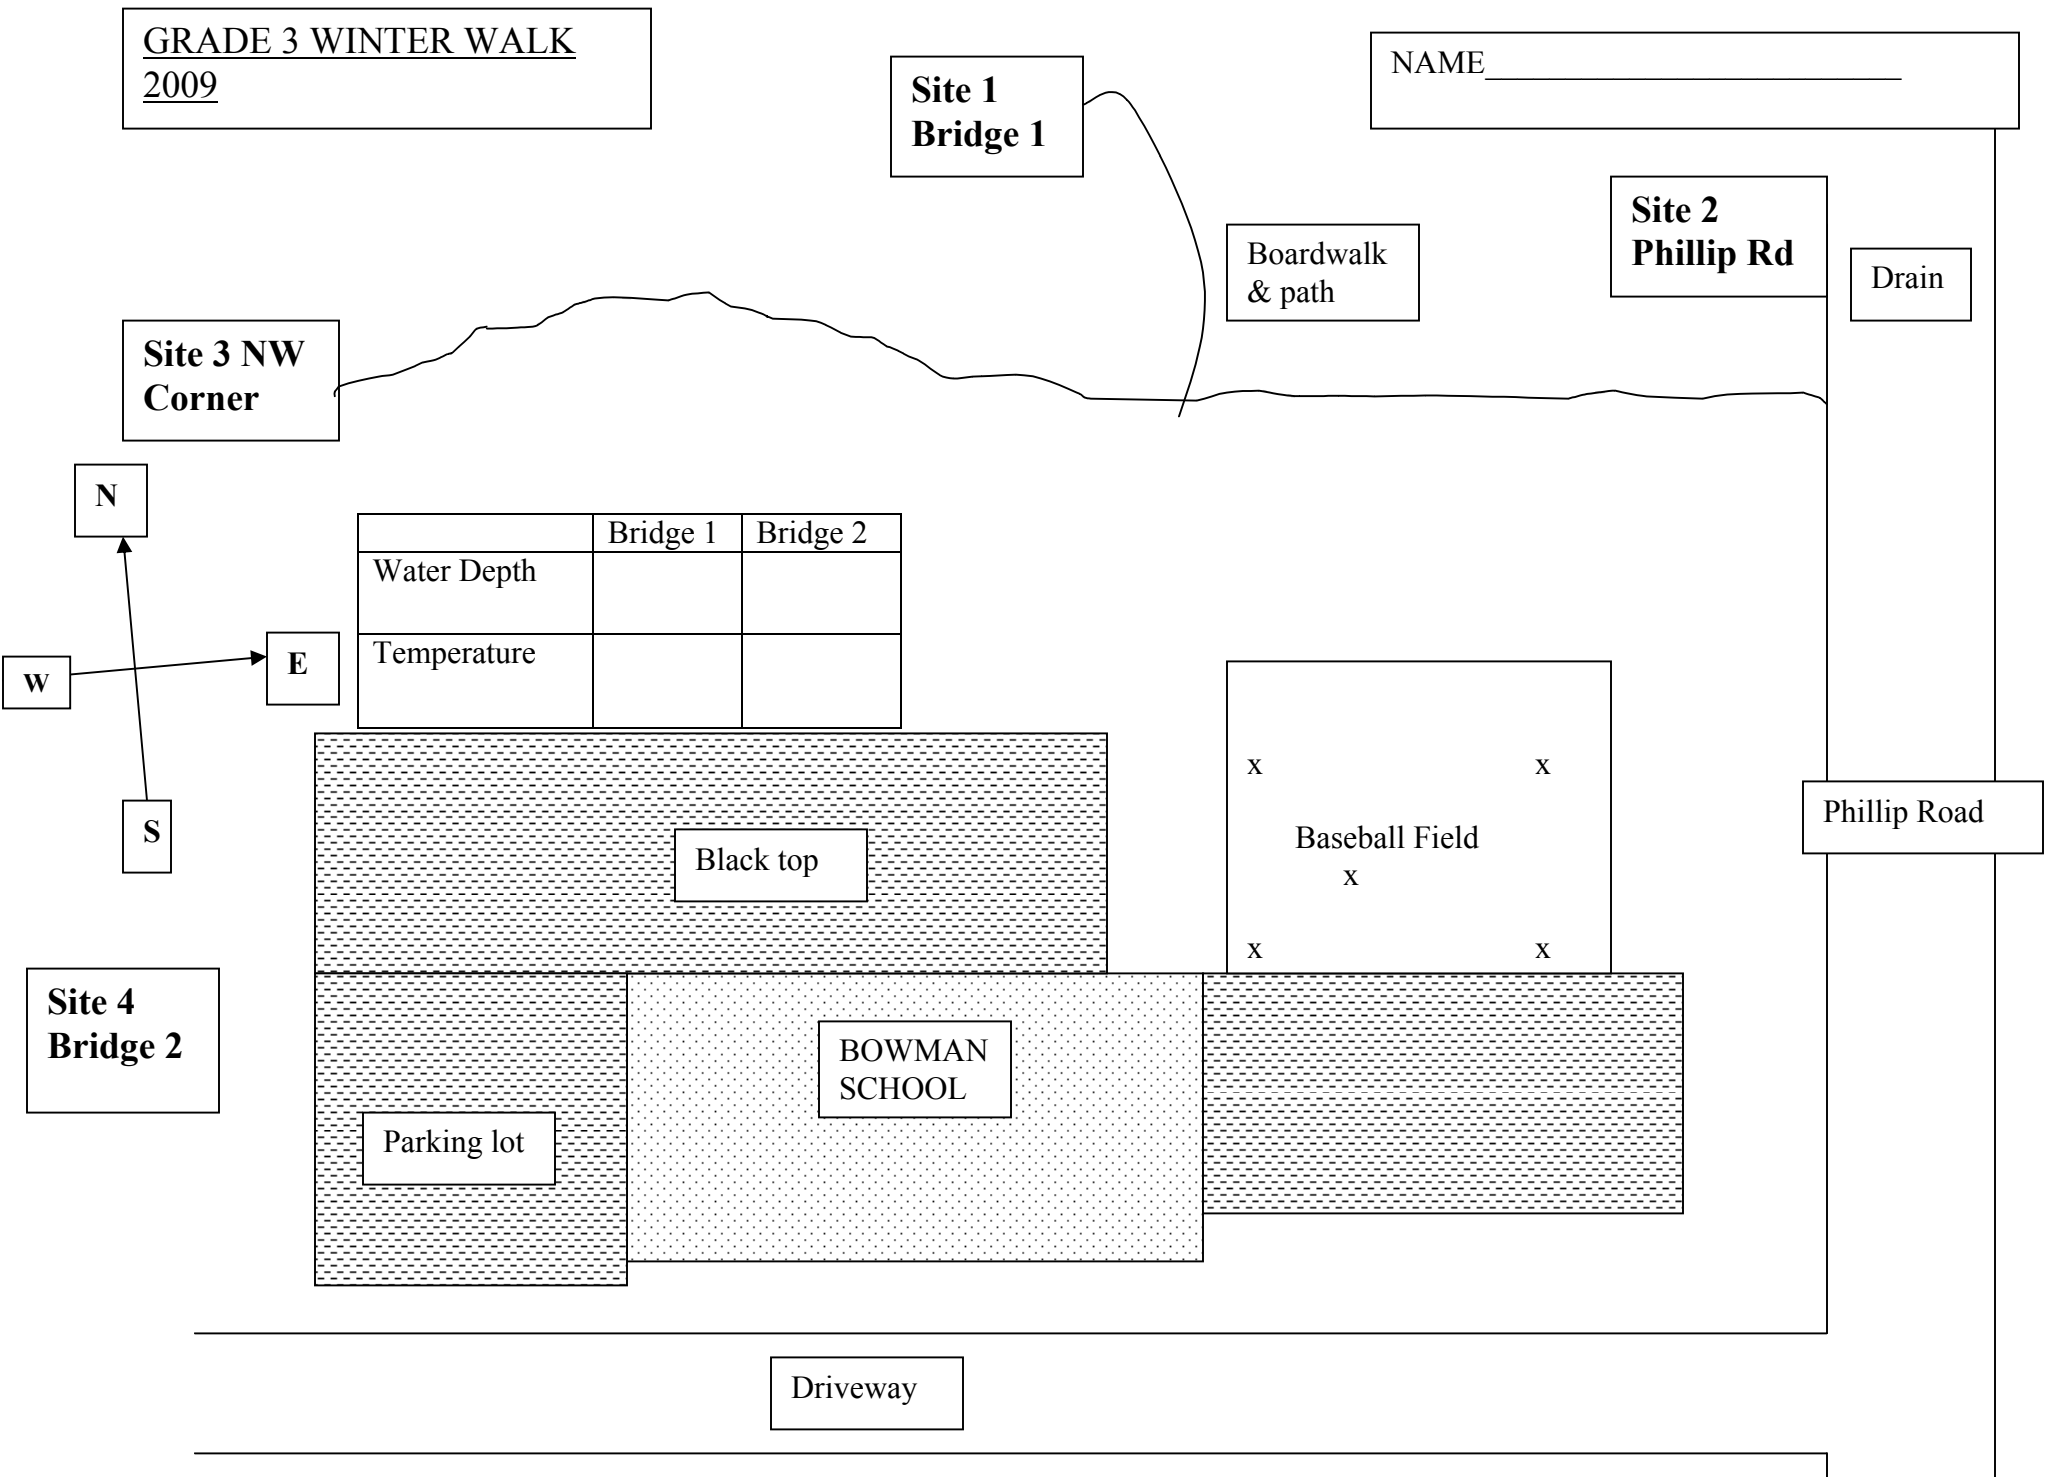 GRADE 3 WINTER WALK
2009
NAME__________________________
Site 1
Bridge 1
Site 2
Phillip Rd
Boardwalk
& path
Drain
Site 3 NW
Corner
N
W
E
S
Bridge 1 Bridge 2
Water Depth
Temperature
x x
Baseball Field
x
x x
Phillip Road
Black top
Site 4
Bridge 2
BOWMAN
SCHOOL
Parking lot
Driveway